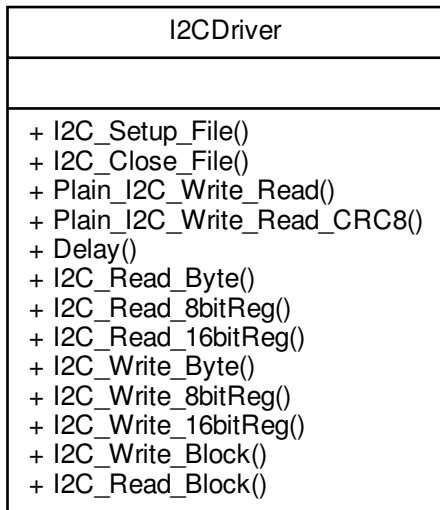 I2CDriver
+ I2C_Setup_File()
+ I2C_Close_File()
+ Plain_I2C_Write_Read()
+ Plain_I2C_Write_Read_CRC8()
+ Delay()
+ I2C_Read_Byte()
+ I2C_Read_8bitReg()
+ I2C_Read_16bitReg()
+ I2C_Write_Byte()
+ I2C_Write_8bitReg()
+ I2C_Write_16bitReg()
+ I2C_Write_Block()
+ I2C_Read_Block()